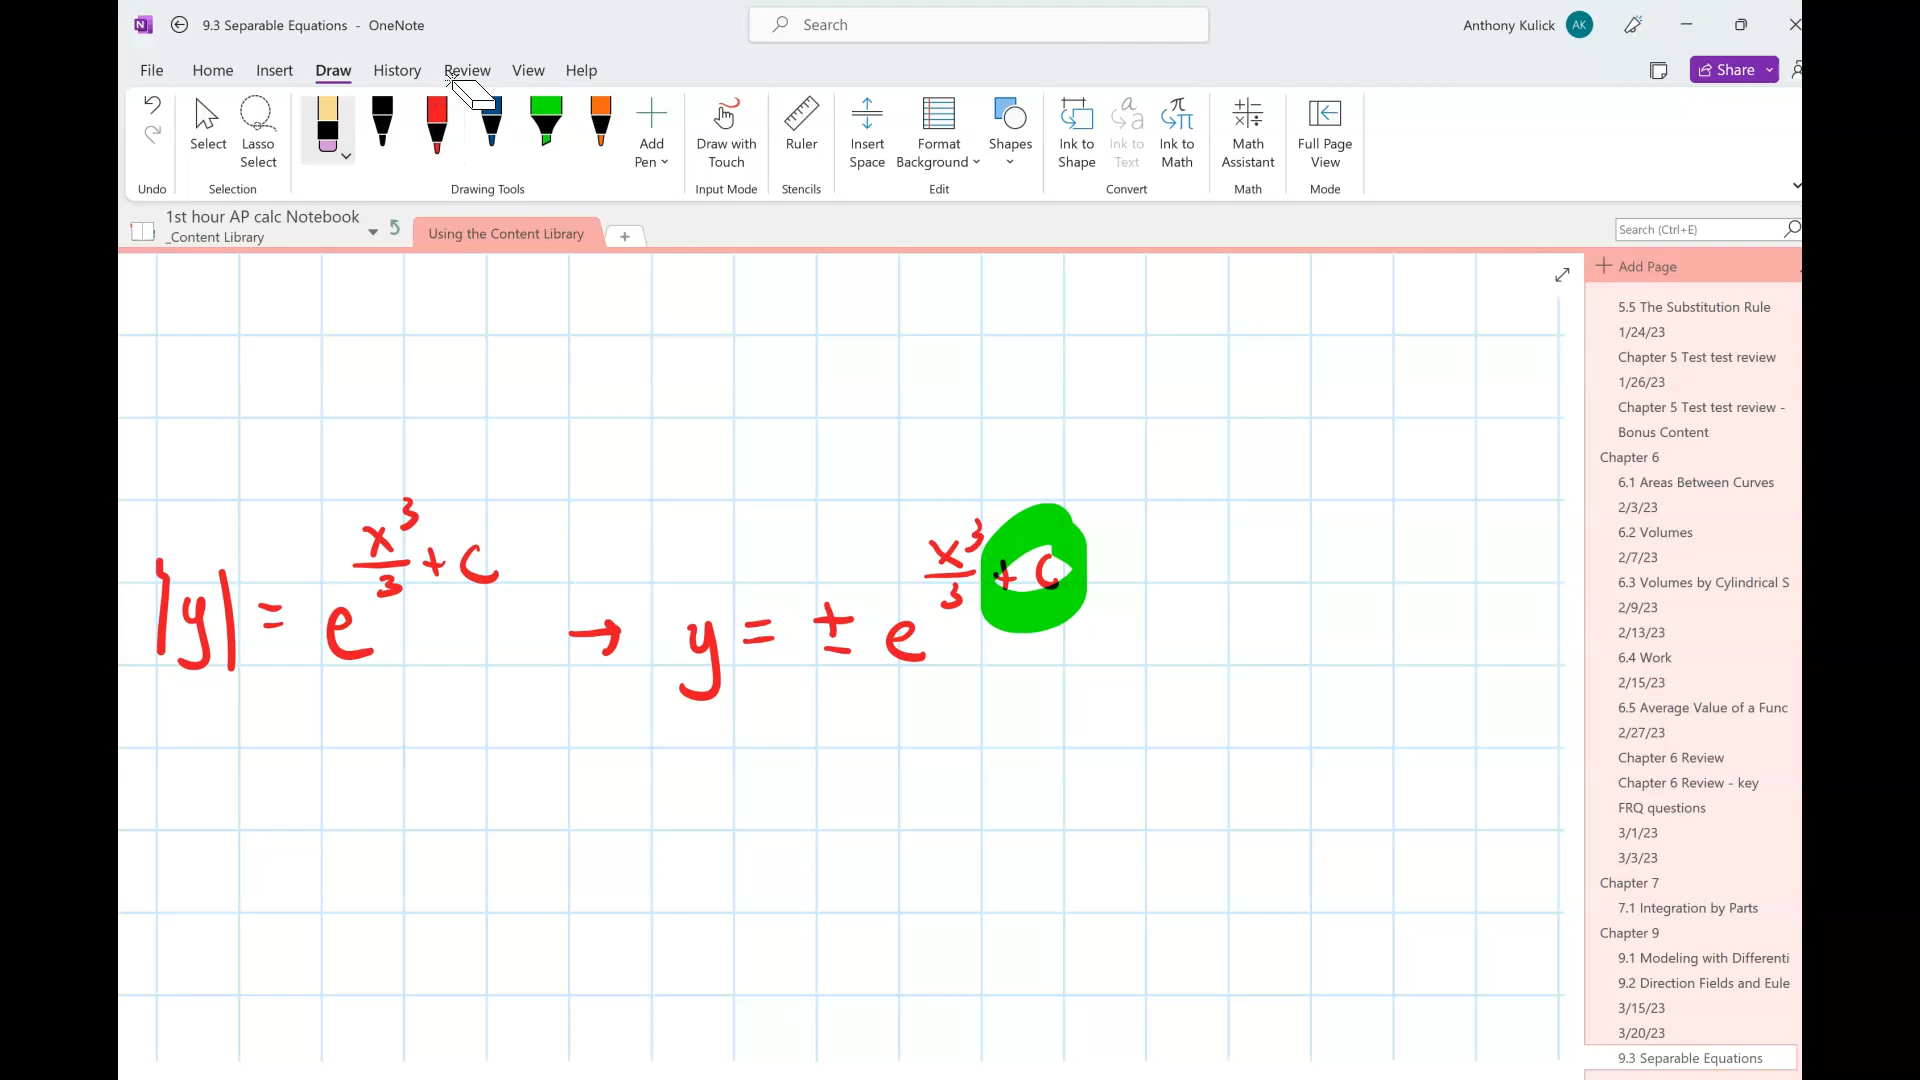 9.3 Separable Equations - OneNote
Search
Anthony Kulick AK
File Home Insert Draw History Review View Help
Share
Undo
Select
Lasso Select
Selection
Drawing Tools
Add Pen
Draw with Touch
Input Mode
Ruler
Stencils
Insert Space
Format Background
Shapes
Edit
Ink to Shape
Ink to Text
Ink to Math
Convert
Math Assistant
Math
Full Page View
Mode
1st hour AP calc Notebook
_Content Library
Using the Content Library
Search (Ctrl+E)
Add Page
5.5 The Substitution Rule
1/24/23
Chapter 5 Test test review
1/26/23
Chapter 5 Test test review -
Bonus Content
Chapter 6
6.1 Areas Between Curves
2/3/23
6.2 Volumes
2/7/23
6.3 Volumes by Cylindrical S
2/9/23
2/13/23
6.4 Work
2/15/23
6.5 Average Value of a Func
2/27/23
Chapter 6 Review
Chapter 6 Review - key
FRQ questions
3/1/23
3/3/23
Chapter 7
7.1 Integration by Parts
Chapter 9
9.1 Modeling with Differenti
9.2 Direction Fields and Eule
3/15/23
3/20/23
9.3 Separable Equations
|y| = e^(x³/3 + C) → y = ± e^(x³/3 + C)